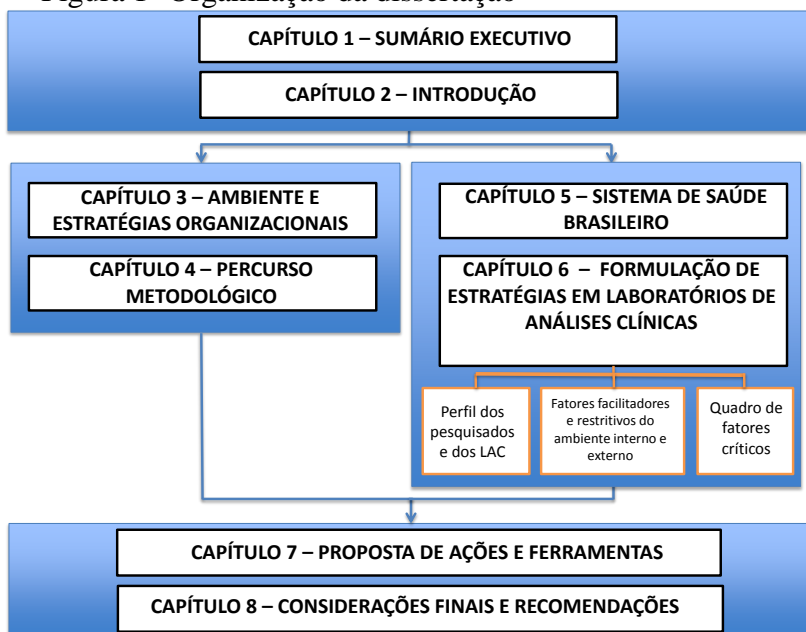 Figura 1 Organização da dissertação
CAPÍTULO 1 – SUMÁRIO EXECUTIVO
CAPÍTULO 2 – INTRODUÇÃO
CAPÍTULO 3 – AMBIENTE E
ESTRATÉGIAS ORGANIZACIONAIS
CAPÍTULO 4 – PERCURSO
METODOLÓGICO
CAPÍTULO 5 – SISTEMA DE SAÚDE
BRASILEIRO
CAPÍTULO 6 – FORMULAÇÃO DE
ESTRATÉGIAS EM LABORATÓRIOS DE
ANÁLISES CLÍNICAS
Perfil dos
pesquisados
e dos LAC
Fatores facilitadores
e restritivos do
ambiente interno e
externo
Quadro de
fatores
críticos
CAPÍTULO 7 – PROPOSTA DE AÇÕES E FERRAMENTAS
CAPÍTULO 8 – CONSIDERAÇÕES FINAIS E RECOMENDAÇÕES